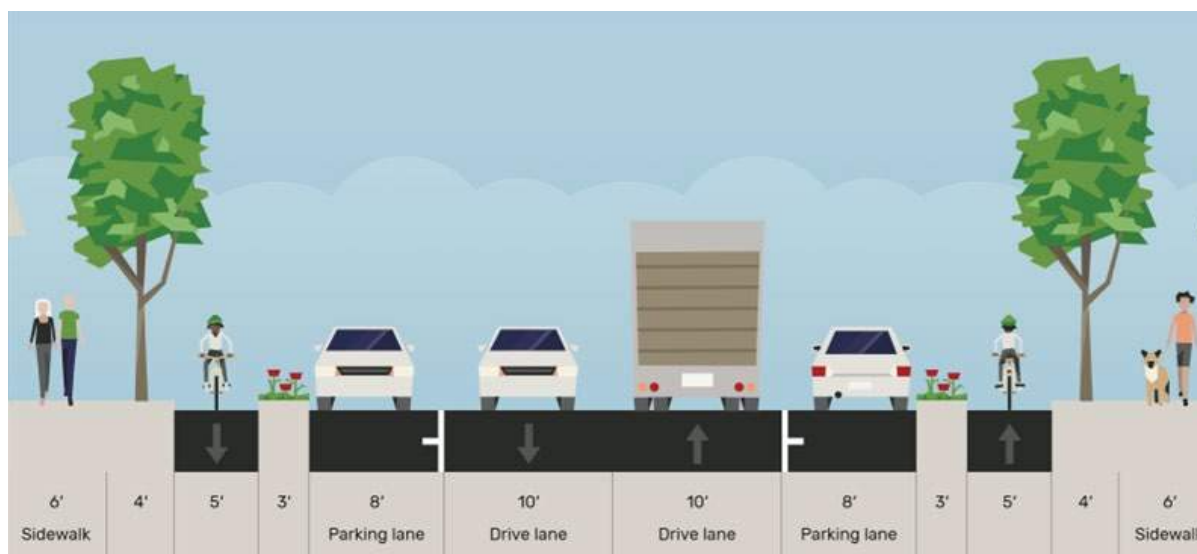 6' 4' 5' 3' 8' 10' 10' 8' 3' 5' 4' 6'
Sidewalk Parking lane Drive lane Drive lane Parking lane Sidewalk